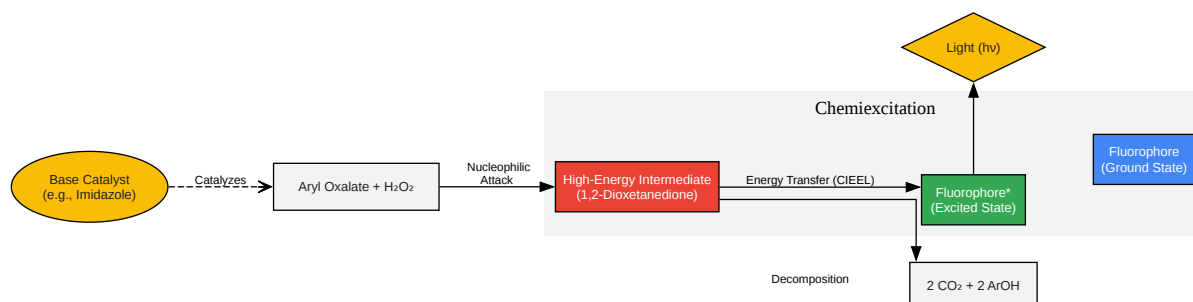 Light (hν)
Chemiexcitation
Fluorophore
(Ground State)
Base Catalyst
(e.g., Imidazole)
Catalyzes
Aryl Oxalate + H₂O₂
Nucleophilic
Attack
High-Energy Intermediate
(1,2-Dioxetanedione)
Energy Transfer (CIEEL)
Fluorophore*
(Excited State)
Decomposition
2 CO₂ + 2 ArOH